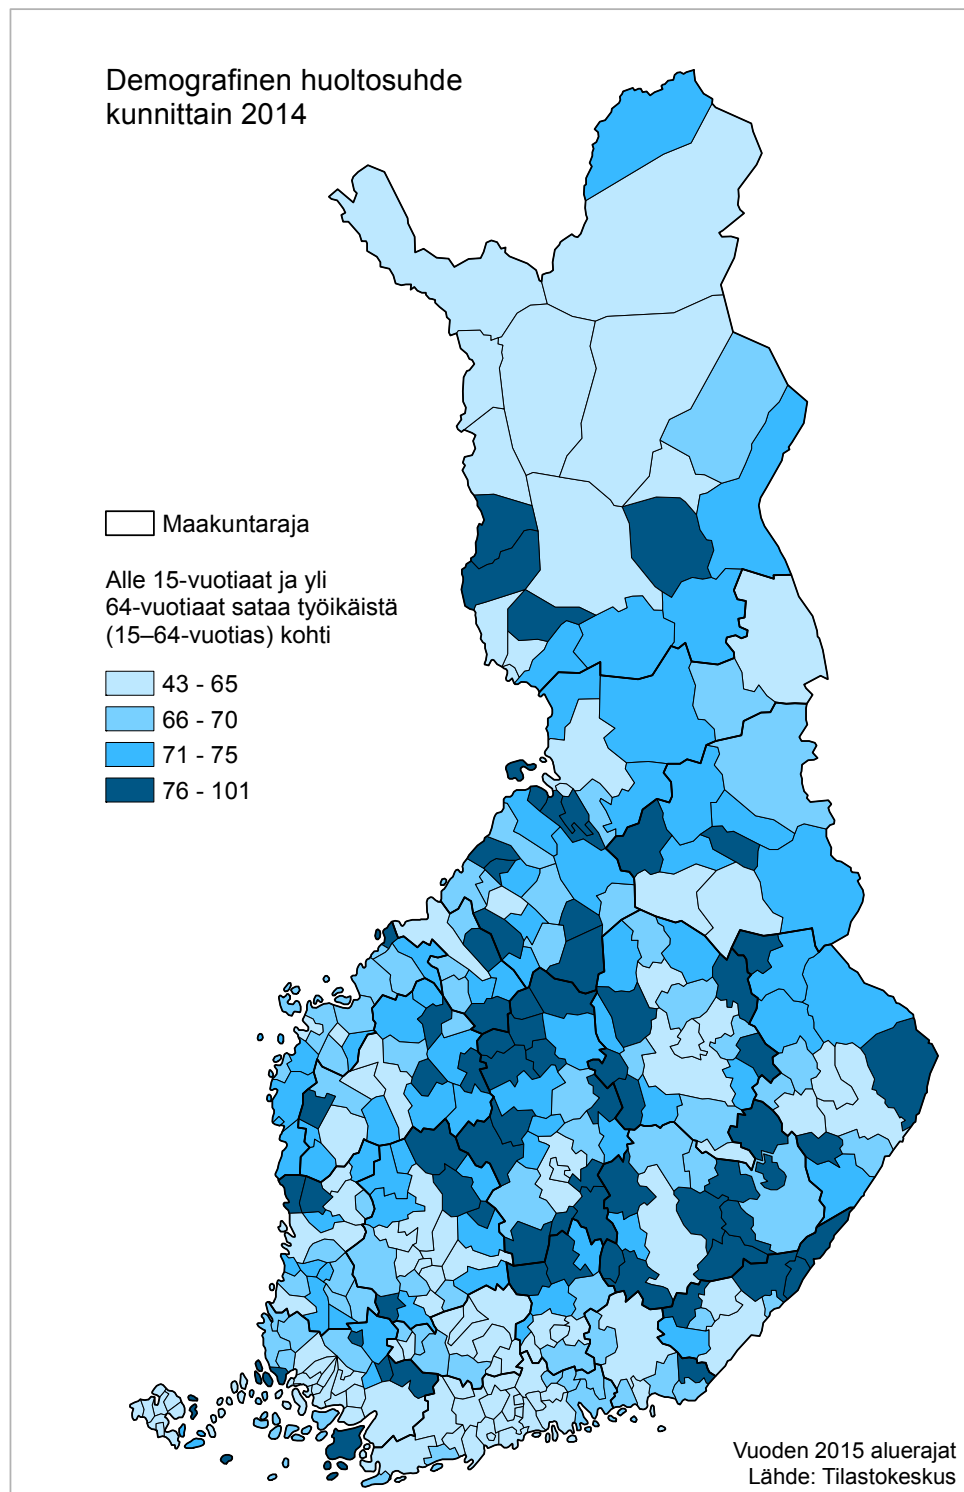 Demografinen huoltosuhde
kunnittain 2014
Maakuntaraja
Alle 15-vuotiaat ja yli
64-vuotiaat sataa työikäistä
(15–64-vuotias) kohti
43 - 65
66 - 70
71 - 75
76 - 101
Vuoden 2015 aluerajat
Lähde: Tilastokeskus